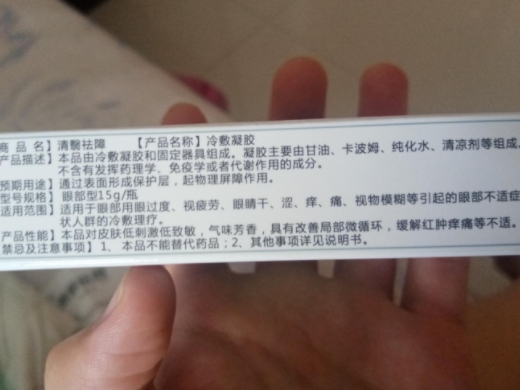 商 品 名】清翳祛障 【产品名称】冷敷凝胶
产品描述】本品由冷敷凝胶和固定器具组成。凝胶主要由甘油、卡波姆、纯化水、清凉剂等组成。
不含有发挥药理学、免疫学或者代谢作用的成分。
预期用途】通过表面形成保护层，起物理屏障作用。
型号规格】眼部型15g/瓶
适用范围】适用于眼部用眼过度、视疲劳、眼睛干、涩、痒、痛、视物模糊等引起的眼部不适症
状人群的冷敷理疗。
产品性能】本品对皮肤低刺激低致敏，气味芳香，具有改善局部微循环，缓解红肿痒痛等不适。
禁忌及注意事项】1、本品不能替代药品；2、其他事项详见说明书。